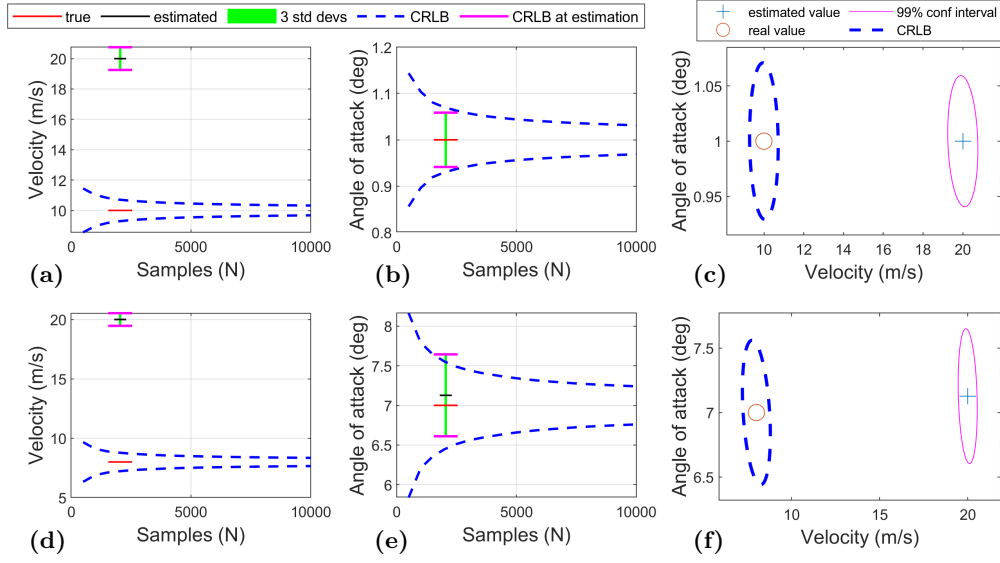 true estimated 3 std devs CRLB CRLB at estimation
estimated value 99% conf interval
real value CRLB
Velocity (m/s)
20
18
16
14
12
10
0 5000 10000
Samples (N)
(a)
Angle of attack (deg)
1.2
1.1
1
0.9
0.8
0 5000 10000
Samples (N)
(b)
Angle of attack (deg)
1.05
1
0.95
10 12 14 16 18 20
Velocity (m/s)
(c)
Velocity (m/s)
20
15
10
5
0 5000 10000
Samples (N)
(d)
Angle of attack (deg)
8
7.5
7
6.5
6
0 5000 10000
Samples (N)
(e)
Angle of attack (deg)
7.5
7
6.5
10 15 20
Velocity (m/s)
(f)